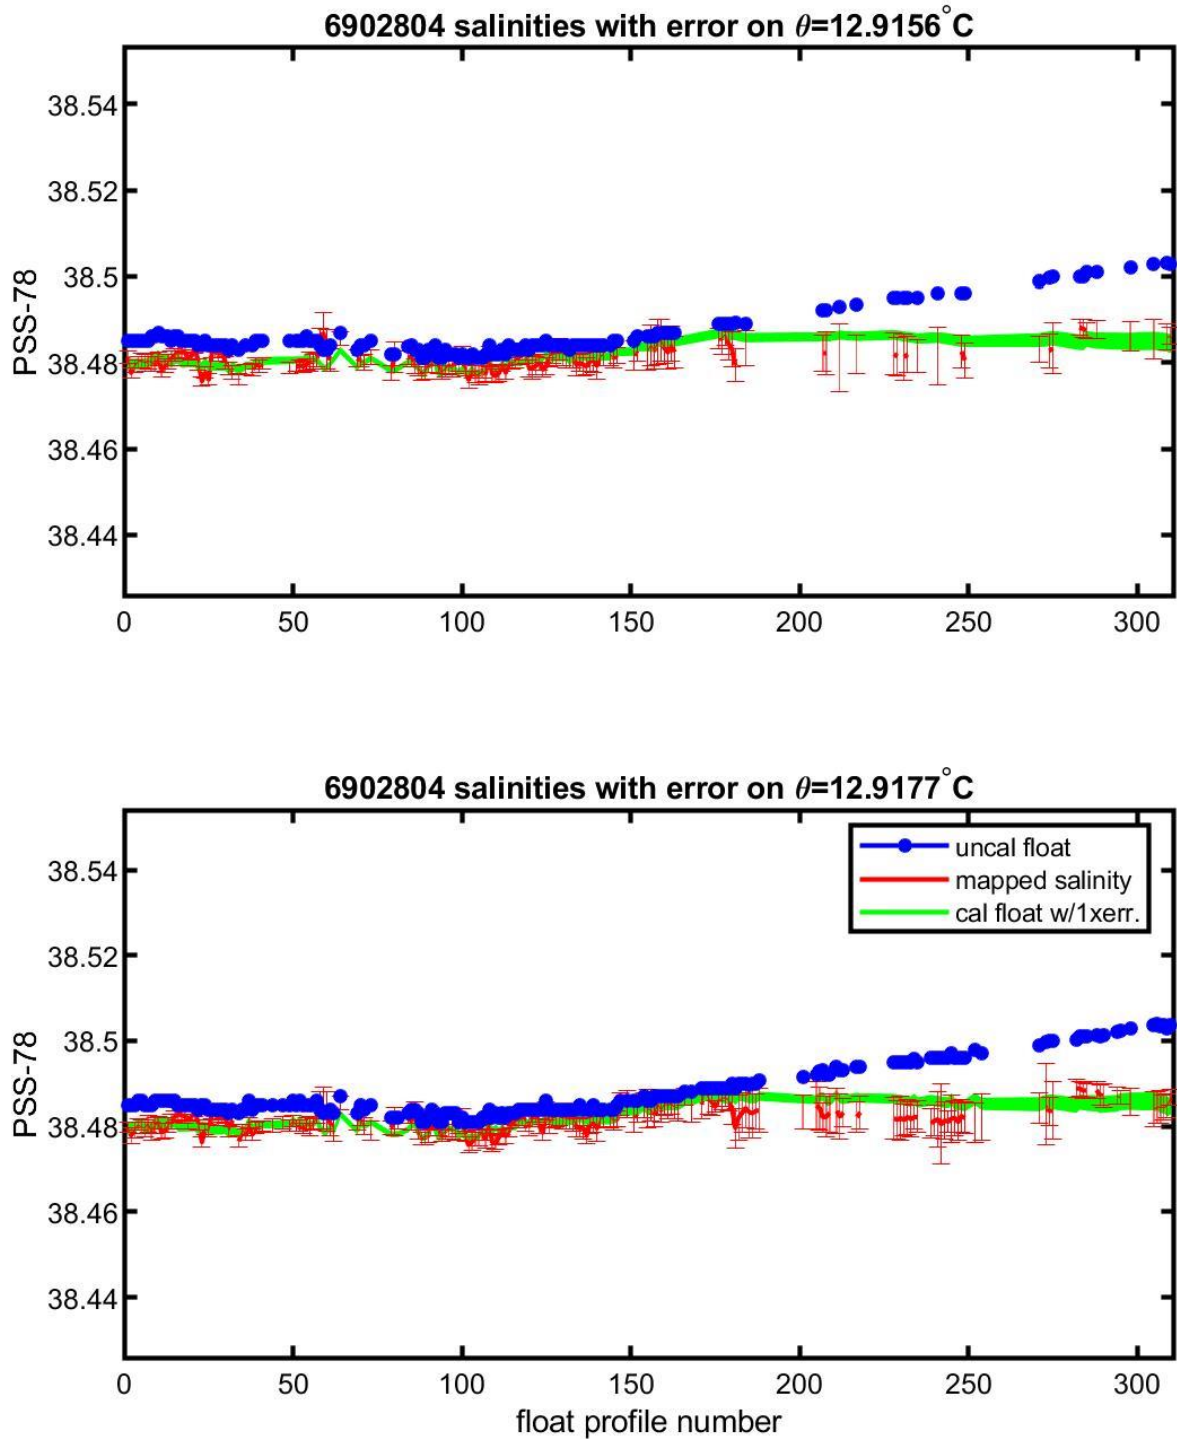 6902804 salinities with error on θ=12.9156°C
PSS-78
38.54
38.52
38.5
38.48
38.46
38.44
0 50 100 150 200 250 300
6902804 salinities with error on θ=12.9177°C
PSS-78
38.54
38.52
38.5
38.48
38.46
38.44
uncal float
mapped salinity
cal float w/1xerr.
0 50 100 150 200 250 300
float profile number